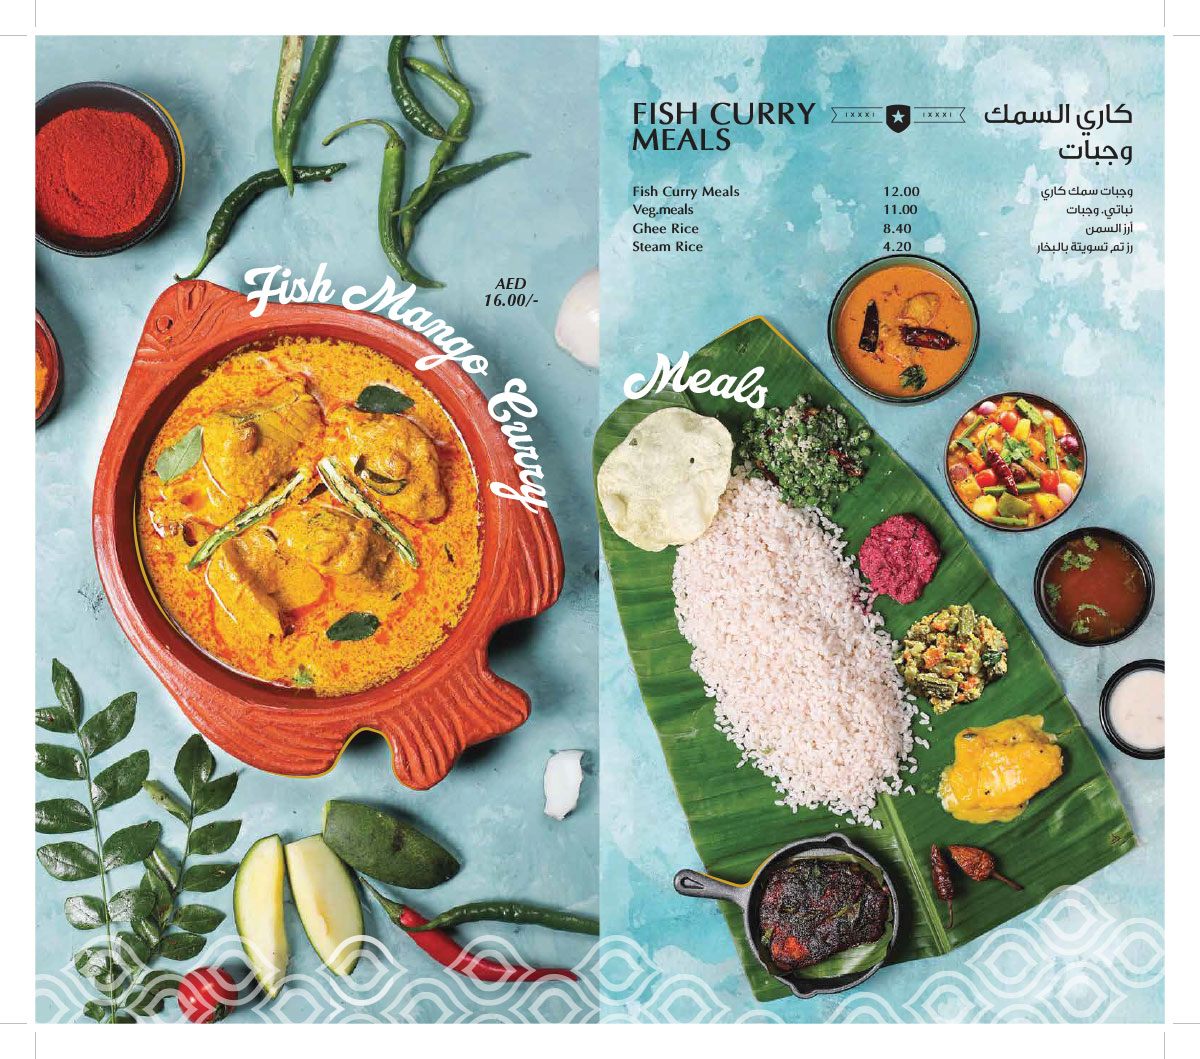 Fish Mango Curry
AED
16.00/-
FISH CURRY
MEALS
IXXXI
IXXXI
كاري السمك
وجبات
Fish Curry Meals 12.00 وجبات سمك كاري
Veg.meals 11.00 نباتي. وجبات
Ghee Rice 8.40 أرز السمن
Steam Rice 4.20 رز تم تسويتة بالبخار
Meals